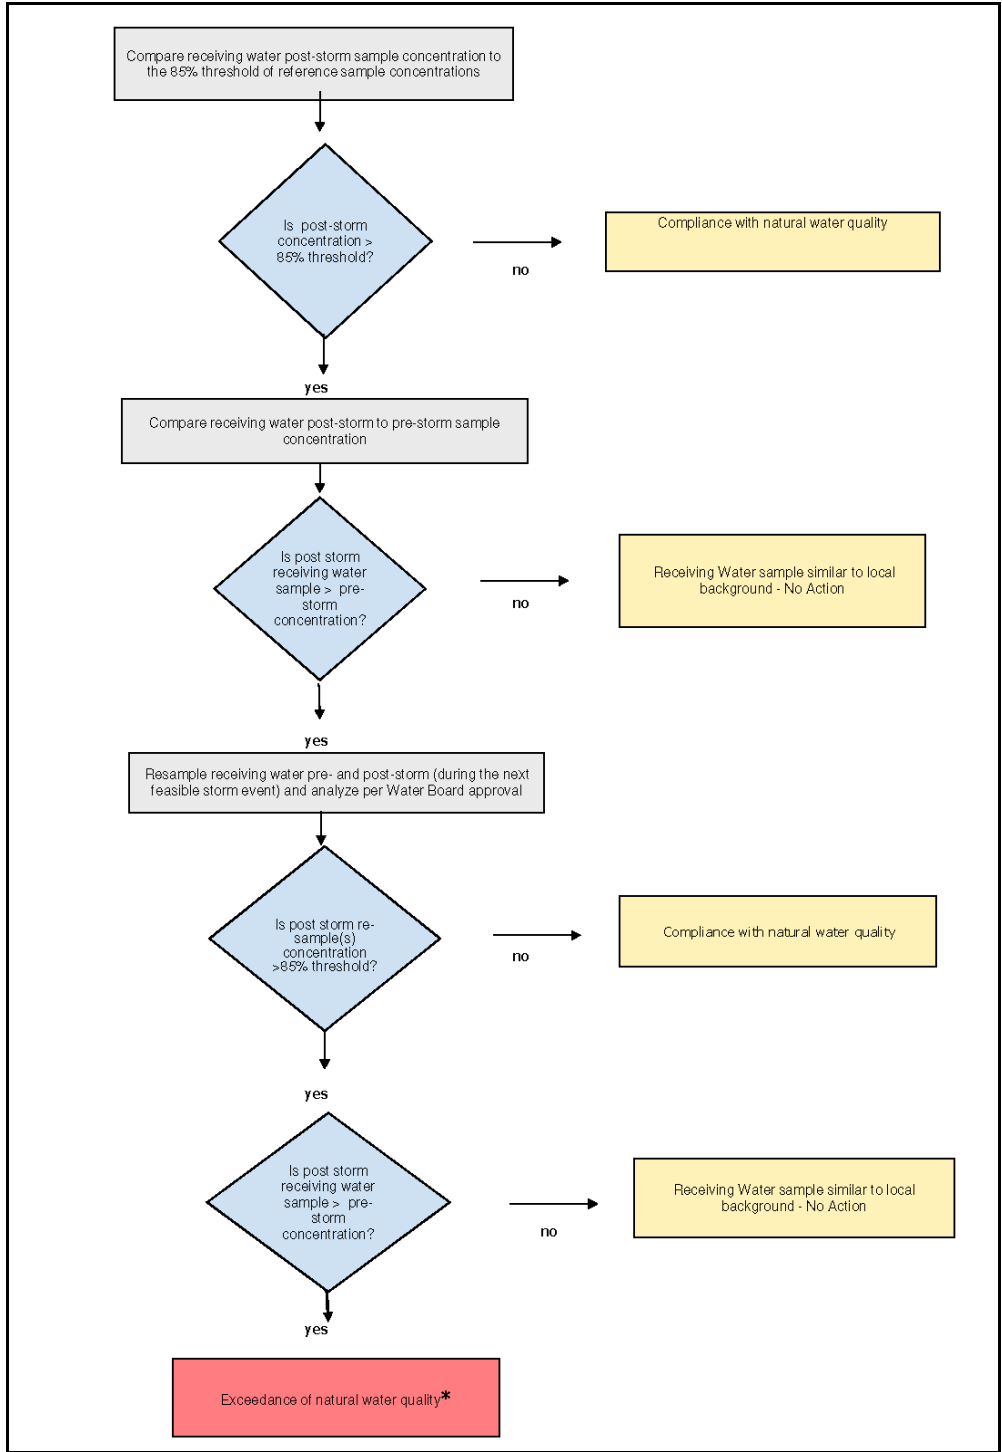 Compare receiving water post-storm sample concentration to
the 85% threshold of reference sample concentrations
Is post-storm
concentration >
85% threshold?
no
Compliance with natural water quality
yes
Compare receiving water post-storm to pre-storm sample
concentration
Is post storm
receiving water
sample > pre-
storm
concentration?
no
Receiving Water sample similar to local
background - No Action
yes
Resample receiving water pre- and post-storm (during the next
feasible storm event) and analyze per Water Board approval
Is post storm re-
sample(s)
concentration
>85% threshold?
no
Compliance with natural water quality
yes
Is post storm
receiving water
sample > pre-
storm
concentration?
no
Receiving Water sample similar to local
background - No Action
yes
Exceedance of natural water quality*